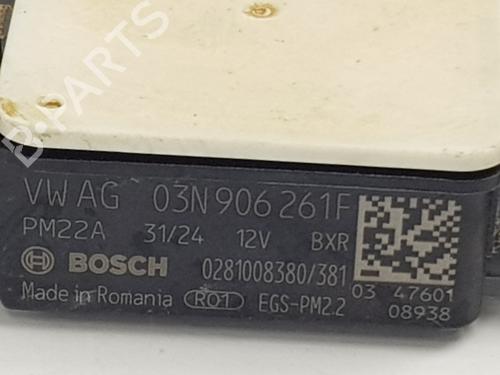 B-PARTS
VW AG 03N 906 261F
PM22A 31/24 12V BXR
BOSCH 0281008380/381
Made in Romania RO1 EGS-PM2.2
03 47601
08938